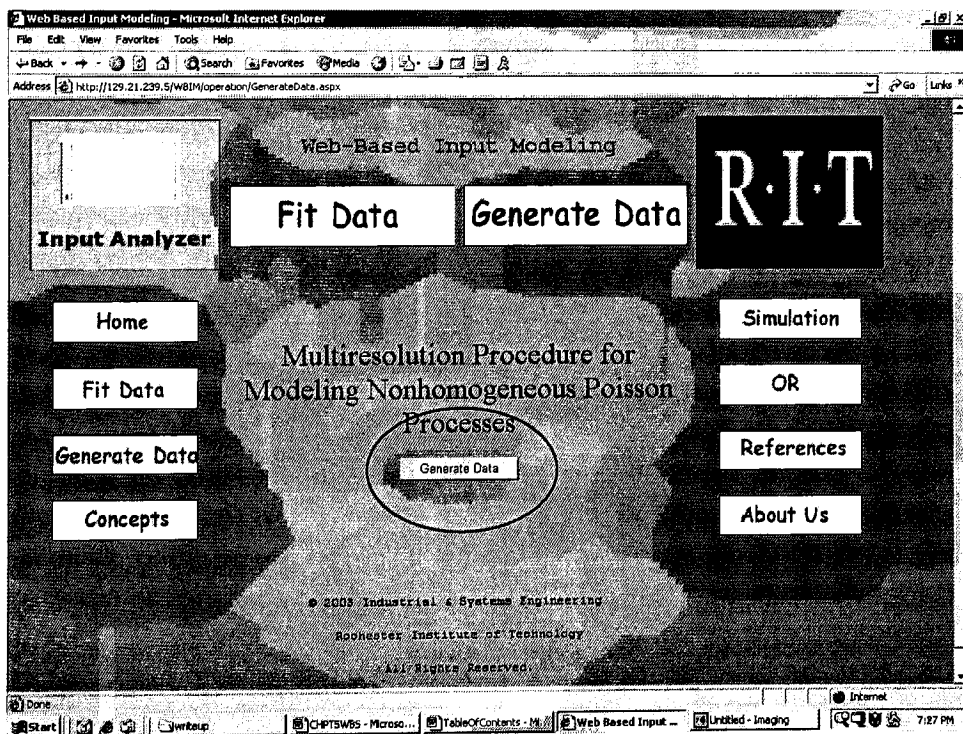 Web Based Input Modeling - Microsoft Internet Explorer
File Edit View Favorites Tools Help
Back Search Favorites Media
Address http://129.21.239.5/WBIM/operation/GenerateData.aspx Go Links
Web-Based Input Modeling
Fit Data Generate Data
R·I·T
Input Analyzer
Home
Fit Data
Generate Data
Concepts
Multiresolution Procedure for
Modeling Nonhomogeneous Poisson
Processes
Generate Data
Simulation
OR
References
About Us
© 2003 Industrial & Systems Engineering
Rochester Institute of Technology
All Rights Reserved.
Done Internet
Start writeup CHPT5WBS - Microso... TableOfContents - Mi... Web Based Input ... Untitled - Imaging 7:27 PM